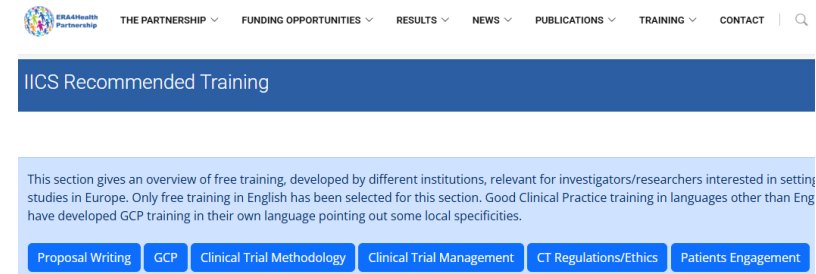 ERA4Health
Partnership
THE PARTNERSHIP FUNDING OPPORTUNITIES RESULTS NEWS PUBLICATIONS TRAINING CONTACT
IICS Recommended Training
This section gives an overview of free training, developed by different institutions, relevant for investigators/researchers interested in setting
studies in Europe. Only free training in English has been selected for this section. Good Clinical Practice training in languages other than Eng
have developed GCP training in their own language pointing out some local specificities.
Proposal Writing GCP Clinical Trial Methodology Clinical Trial Management CT Regulations/Ethics Patients Engagement